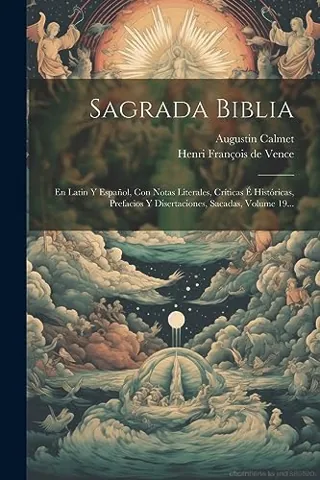 Sagrada Biblia
Augustin Calmet
Henri François de Vence
En Latin Y Español, Con Notas Literales, Críticas É Históricas,
Prefacios Y Disertaciones, Sacadas, Volume 19...